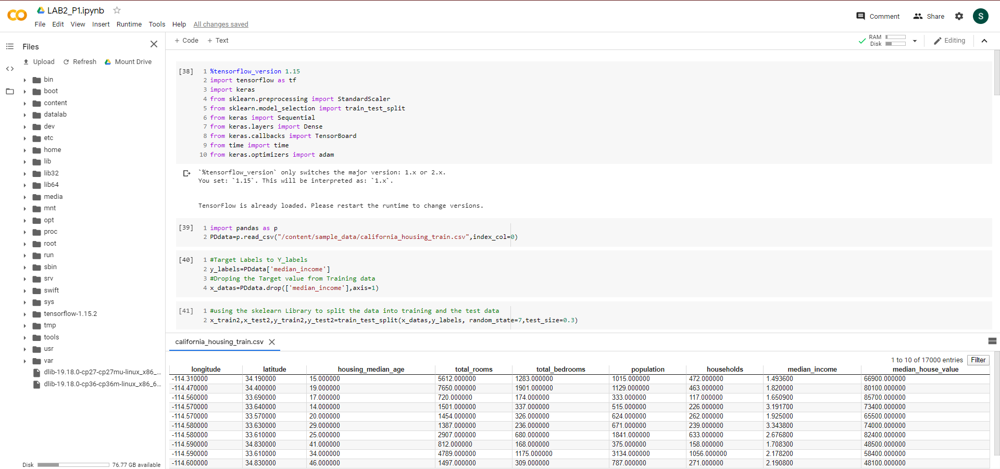 LAB2_P1.ipynb
File Edit View Insert Runtime Tools Help All changes saved
Comment Share S
Files
Upload Refresh Mount Drive
bin
boot
content
datalab
dev
etc
home
lib
lib32
lib64
media
mnt
opt
proc
root
run
sbin
srv
swift
sys
tensorflow-1.15.2
tmp
tools
usr
var
dlib-19.18.0-cp27-cp27mu-linux_x86_...
dlib-19.18.0-cp36-cp36m-linux_x86_6...
Disk 76.77 GB available
+ Code + Text
RAM
Disk
Editing
[38] 1 %tensorflow_version 1.15
2 import tensorflow as tf
3 import keras
4 from sklearn.preprocessing import StandardScaler
5 from sklearn.model_selection import train_test_split
6 from keras import Sequential
7 from keras.layers import Dense
8 from keras.callbacks import TensorBoard
9 from time import time
10 from keras.optimizers import adam
`%tensorflow_version` only switches the major version: 1.x or 2.x.
You set: `1.15`. This will be interpreted as: `1.x`.
TensorFlow is already loaded. Please restart the runtime to change versions.
[39] 1 import pandas as p
2 PDdata=p.read_csv("/content/sample_data/california_housing_train.csv",index_col=0)
[40] 1 #Target Labels to Y_labels
2 y_labels=PDdata['median_income']
3 #Droping the Target value from Training data
4 x_datas=PDdata.drop(['median_income'],axis=1)
[41] 1 #using the skelearn Library to split the data into training and the test data
2 x_train2,x_test2,y_train2,y_test2=train_test_split(x_datas,y_labels, random_state=7,test_size=0.3)
california_housing_train.csv
1 to 10 of 17000 entries Filter
longitude latitude housing_median_age total_rooms total_bedrooms population households median_income median_house_value
-114.310000 34.190000 15.000000 5612.000000 1283.000000 1015.000000 472.000000 1.493600 66900.000000
-114.470000 34.400000 19.000000 7650.000000 1901.000000 1129.000000 463.000000 1.820000 80100.000000
-114.560000 33.690000 17.000000 720.000000 174.000000 333.000000 117.000000 1.650900 85700.000000
-114.570000 33.640000 14.000000 1501.000000 337.000000 515.000000 226.000000 3.191700 73400.000000
-114.570000 33.570000 20.000000 1454.000000 326.000000 624.000000 262.000000 1.925000 65500.000000
-114.580000 33.630000 29.000000 1387.000000 236.000000 671.000000 239.000000 3.343800 74000.000000
-114.580000 33.610000 25.000000 2907.000000 680.000000 1841.000000 633.000000 2.676800 82400.000000
-114.590000 34.830000 41.000000 812.000000 168.000000 375.000000 158.000000 1.708300 48500.000000
-114.590000 33.610000 34.000000 4789.000000 1175.000000 3134.000000 1056.000000 2.178200 58400.000000
-114.600000 34.830000 46.000000 1497.000000 309.000000 787.000000 271.000000 2.190800 48100.000000